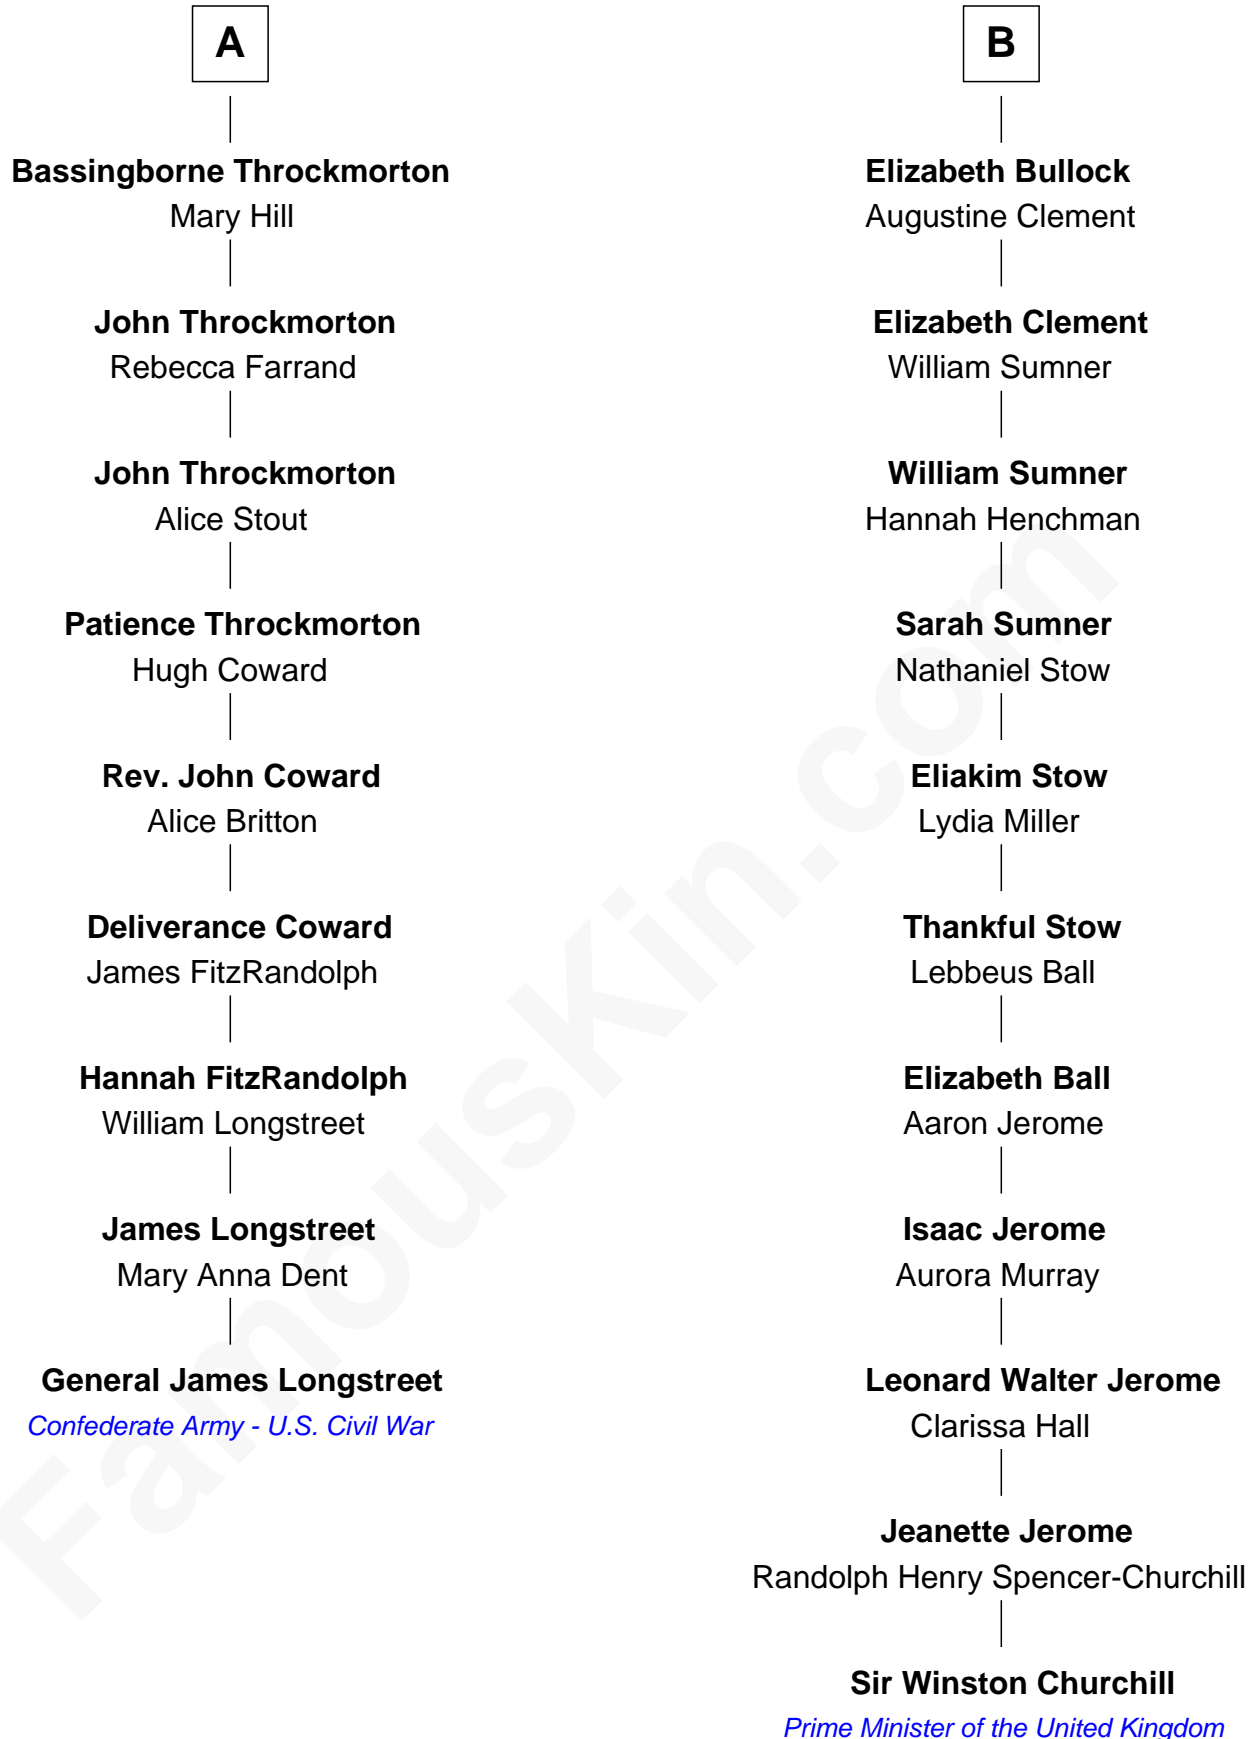 A
Bassingborne Throckmorton
Mary Hill
John Throckmorton
Rebecca Farrand
John Throckmorton
Alice Stout
Patience Throckmorton
Hugh Coward
Rev. John Coward
Alice Britton
Deliverance Coward
James FitzRandolph
Hannah FitzRandolph
William Longstreet
James Longstreet
Mary Anna Dent
General James Longstreet
Confederate Army - U.S. Civil War
B
Elizabeth Bullock
Augustine Clement
Elizabeth Clement
William Sumner
William Sumner
Hannah Henchman
Sarah Sumner
Nathaniel Stow
Eliakim Stow
Lydia Miller
Thankful Stow
Lebbeus Ball
Elizabeth Ball
Aaron Jerome
Isaac Jerome
Aurora Murray
Leonard Walter Jerome
Clarissa Hall
Jeanette Jerome
Randolph Henry Spencer-Churchill
Sir Winston Churchill
Prime Minister of the United Kingdom
FamousKin.com